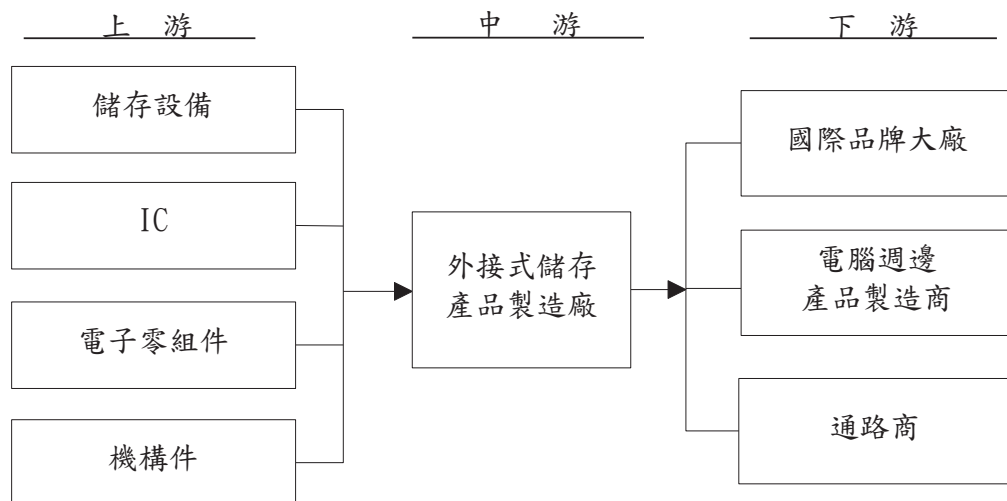 上 游
中 游
下 游
儲存設備
IC
電子零組件
機構件
外接式儲存
產品製造廠
國際品牌大廠
電腦週邊
產品製造商
通路商